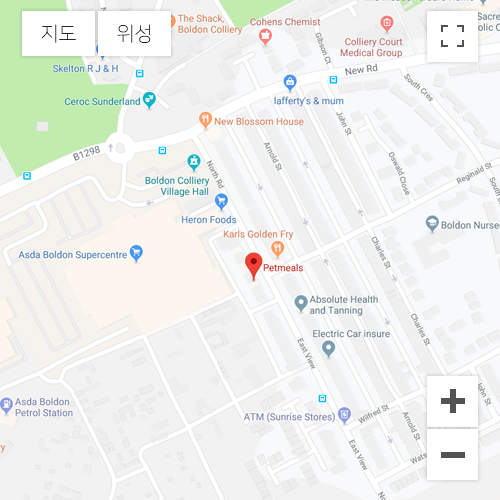 The Shack,
Boldon Colliery
Cohens Chemist
지도
위성
Colliery Court
Medical Group
Skelton R J & H
Gibson Ct
New Rd
South Cres
Ceroc Sunderland
lafferty's & mum
New Blossom House
John St
B1298
Arnold St
Oswald Close
North Rd
Reginald St
Boldon Colliery
Village Hall
Heron Foods
Boldon Nurse
Karls Golden Fry
Asda Boldon Supercentre
Charles St
Petmeals
Absolute Health
and Tanning
Charles St
Electric Car insure
East View
Asda Boldon
Petrol Station
John St
ATM (Sunrise Stores)
Wilfred St
Arnold St
East View